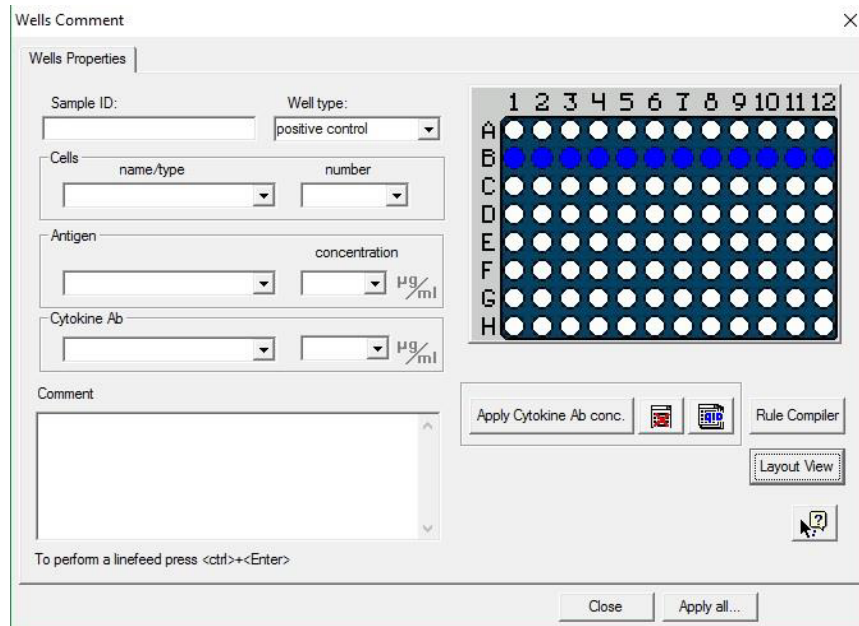 Wells Comment
Wells Properties
Sample ID:
Well type:
positive control
Cells
name/type
number
Antigen
concentration
µg/ml
Cytokine Ab
µg/ml
Comment
To perform a linefeed press <ctrl>+<Enter>
1 2 3 4 5 6 7 8 9 10 11 12
A
B
C
D
E
F
G
H
Apply Cytokine Ab conc.
Rule Compiler
Layout View
?
Close
Apply all...